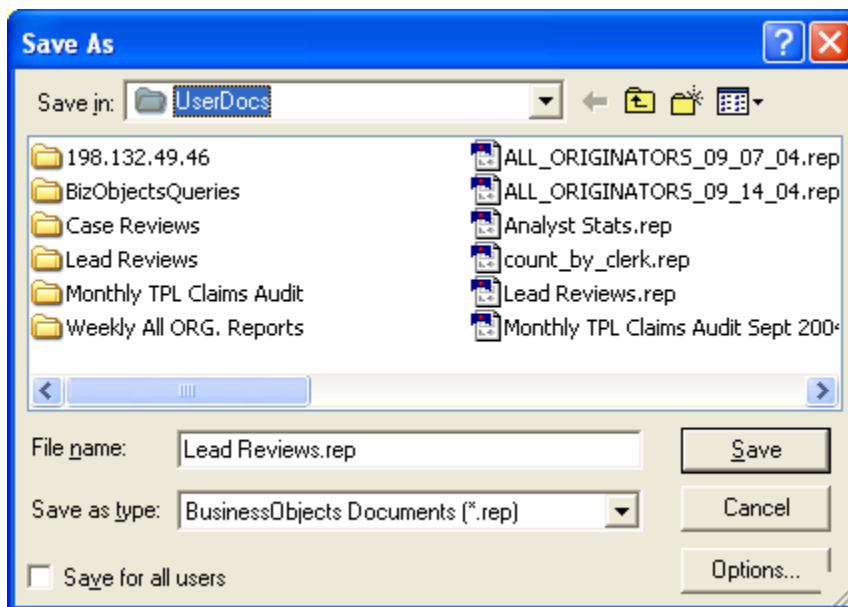 Save As
Save in: UserDocs
198.132.49.46 ALL_ORIGINATORS_09_07_04.rep
BizObjectsQueries ALL_ORIGINATORS_09_14_04.rep
Case Reviews Analyst Stats.rep
Lead Reviews count_by_clerk.rep
Monthly TPL Claims Audit Lead Reviews.rep
Weekly All ORG. Reports Monthly TPL Claims Audit Sept 200
File name: Lead Reviews.rep Save
Save as type: BusinessObjects Documents (*.rep) Cancel
Save for all users Options...